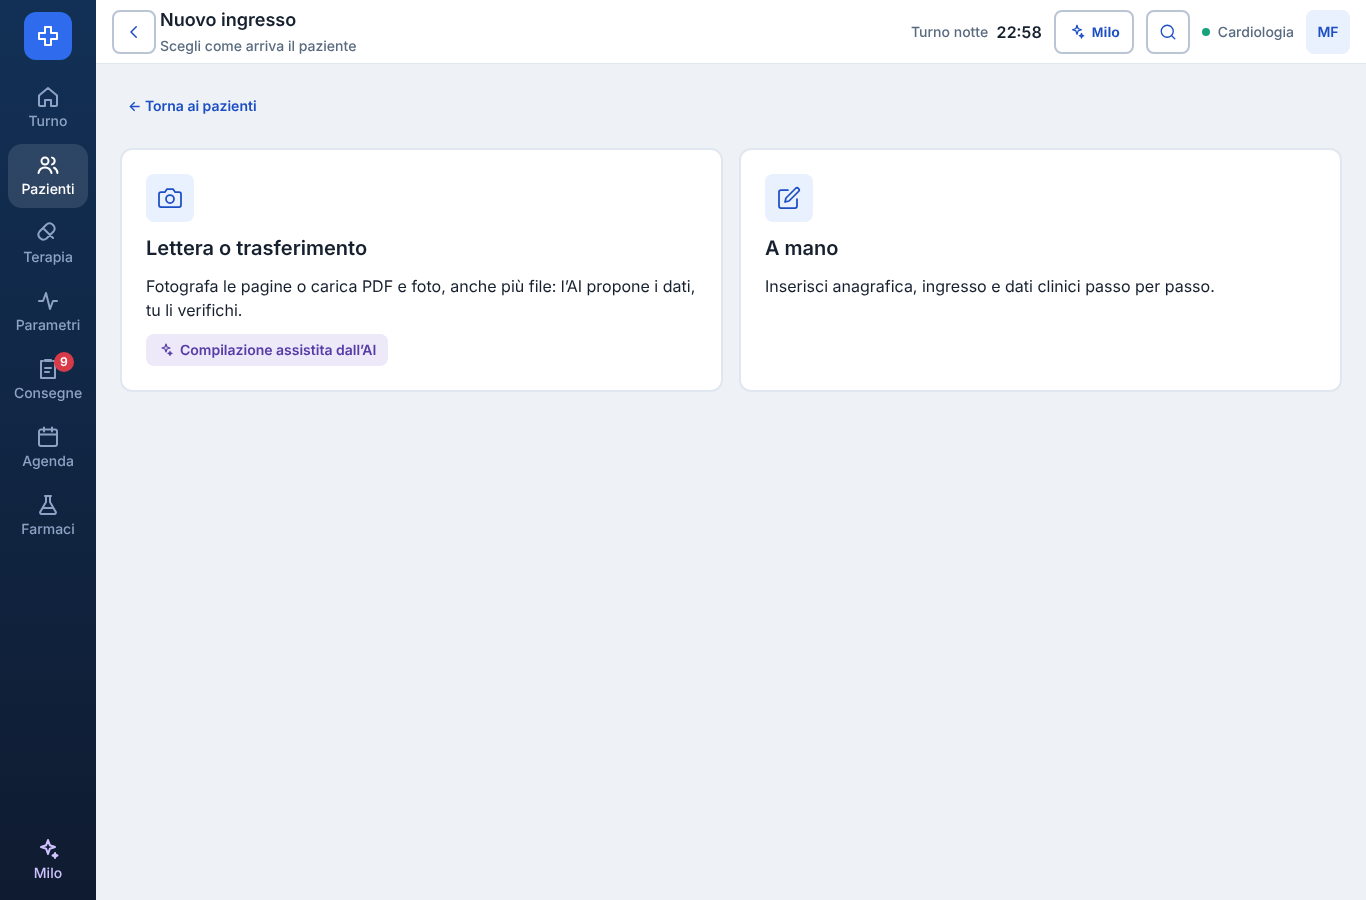 Nuovo ingresso
Scegli come arriva il paziente
Turno notte 22:58
Milo
Cardiologia
MF
Turno
Pazienti
Terapia
Parametri
9
Consegne
Agenda
Farmaci
Milo
← Torna ai pazienti
Lettera o trasferimento
Fotografa le pagine o carica PDF e foto, anche più file: l’AI propone i dati,
tu li verifichi.
Compilazione assistita dall’AI
A mano
Inserisci anagrafica, ingresso e dati clinici passo per passo.